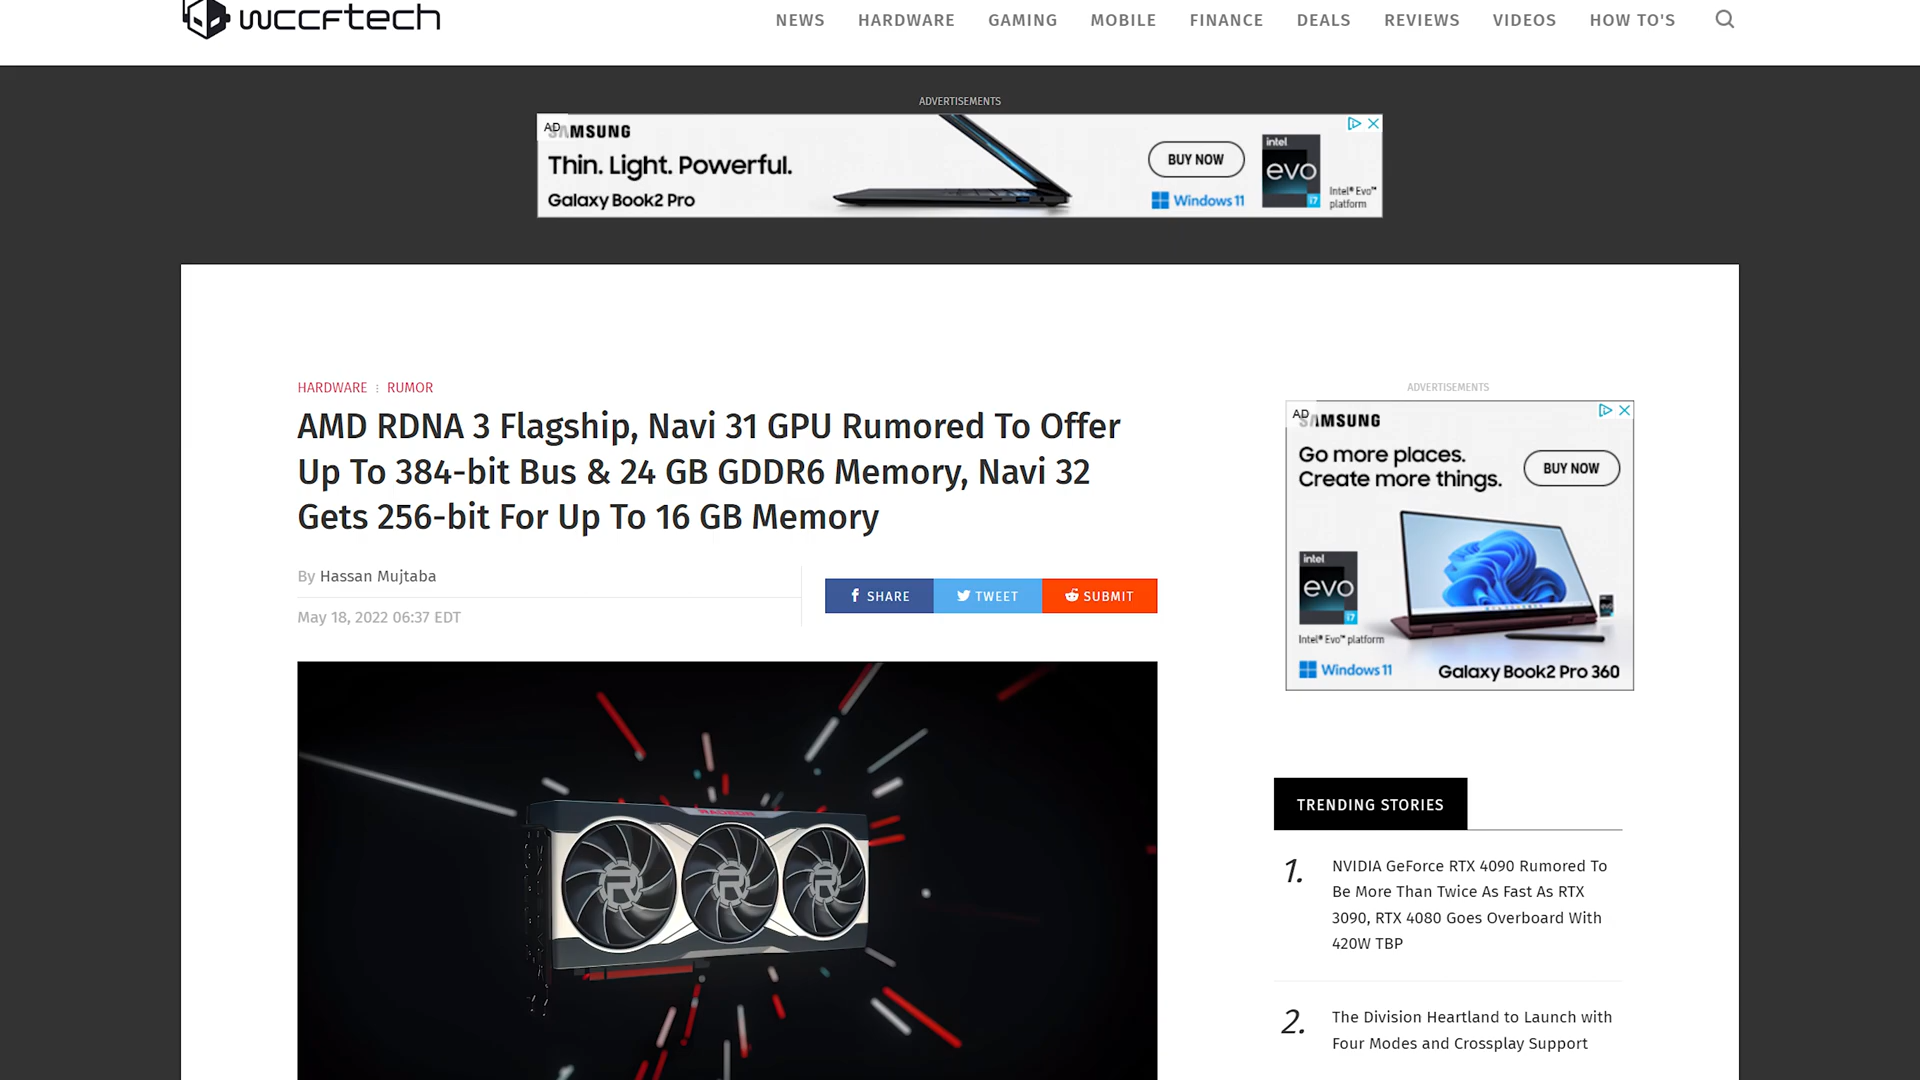 wccftech
NEWS HARDWARE GAMING MOBILE FINANCE DEALS REVIEWS VIDEOS HOW TO'S
ADVERTISEMENTS
AD
SAMSUNG
Thin. Light. Powerful.
Galaxy Book2 Pro
BUY NOW
Windows 11
intel
evo
i7
Intel® Evo™
platform
HARDWARE RUMOR
AMD RDNA 3 Flagship, Navi 31 GPU Rumored To Offer
Up To 384-bit Bus & 24 GB GDDR6 Memory, Navi 32
Gets 256-bit For Up To 16 GB Memory
By Hassan Mujtaba
May 18, 2022 06:37 EDT
SHARE
TWEET
SUBMIT
RADEON
R R R
ADVERTISEMENTS
AD
SAMSUNG
Go more places.
Create more things.
BUY NOW
intel
evo
i7
Intel® Evo™ platform
Windows 11
Galaxy Book2 Pro 360
TRENDING STORIES
1.
NVIDIA GeForce RTX 4090 Rumored To
Be More Than Twice As Fast As RTX
3090, RTX 4080 Goes Overboard With
420W TBP
2.
The Division Heartland to Launch with
Four Modes and Crossplay Support